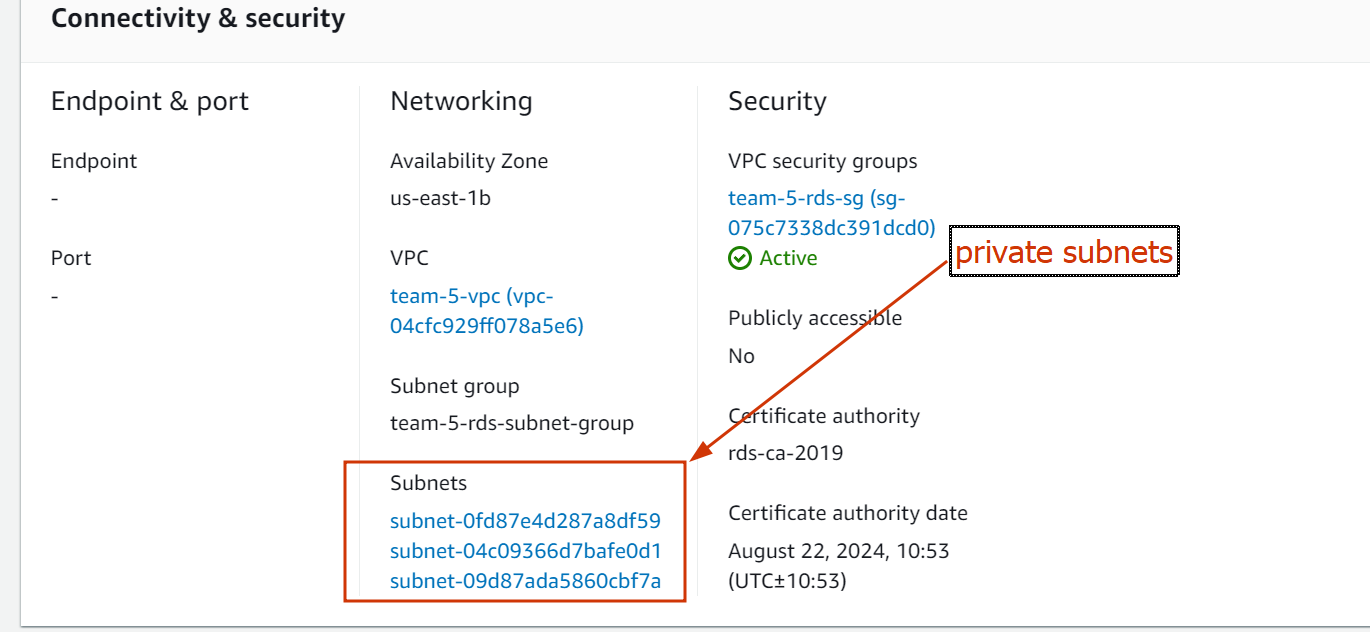 Connectivity & security
Endpoint & port
Endpoint
-
Port
-
Networking
Availability Zone
us-east-1b
VPC
team-5-vpc (vpc-
04cfc929ff078a5e6)
Subnet group
team-5-rds-subnet-group
Subnets
subnet-0fd87e4d287a8df59
subnet-04c09366d7bafe0d1
subnet-09d87ada5860cbf7a
Security
VPC security groups
team-5-rds-sg (sg-
075c7338dc391dcd0)
Active
private subnets
Publicly accessible
No
Certificate authority
rds-ca-2019
Certificate authority date
August 22, 2024, 10:53
(UTC±10:53)